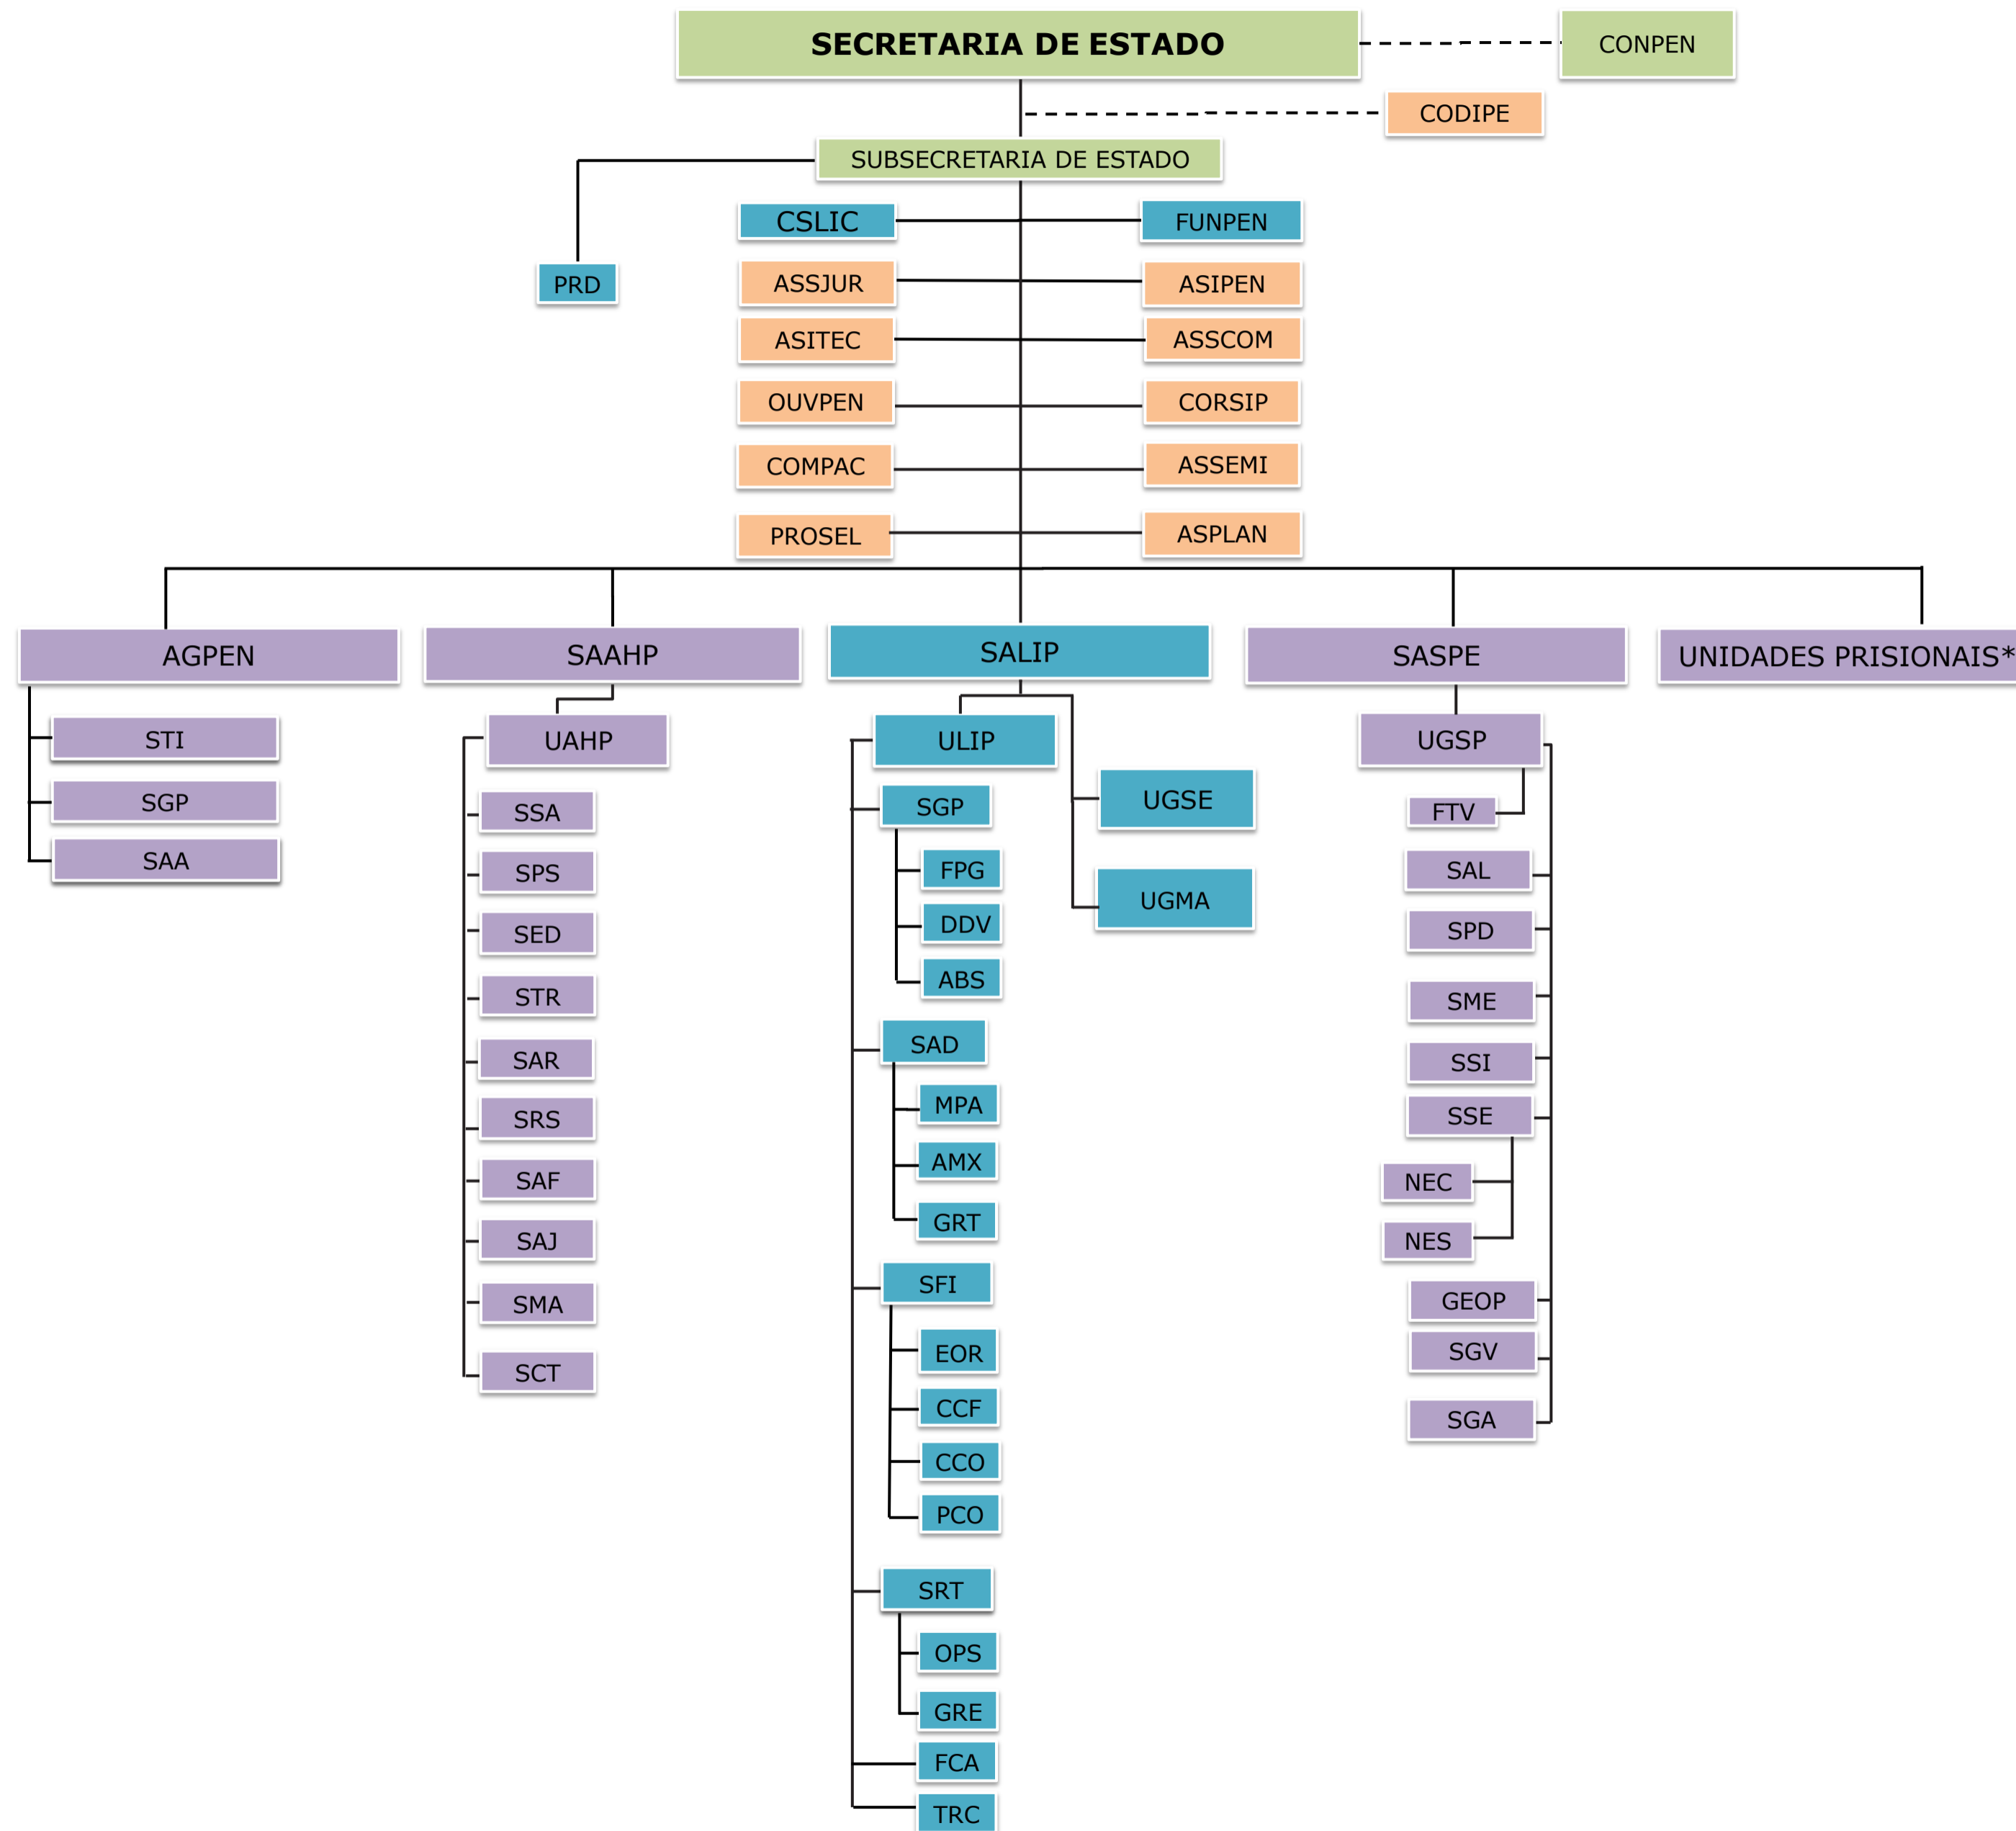 SECRETARIA DE ESTADO
CONPEN
CODIPE
SUBSECRETARIA DE ESTADO
CSLIC
FUNPEN
PRD
ASSJUR
ASIPEN
ASITEC
ASSCOM
OUVPEN
CORSIP
COMPAC
ASSEMI
PROSEL
ASPLAN
AGPEN
SAAHP
SALIP
SASPE
UNIDADES PRISIONAIS*
STI
SGP
SAA
UAHP
SSA
SPS
SED
STR
SAR
SRS
SAF
SAJ
SMA
SCT
ULIP
UGSE
UGMA
SGP
FPG
DDV
ABS
SAD
MPA
AMX
GRT
SFI
EOR
CCF
CCO
PCO
SRT
OPS
GRE
FCA
TRC
UGSP
FTV
SAL
SPD
SME
SSI
SSE
NEC
NES
GEOP
SGV
SGA